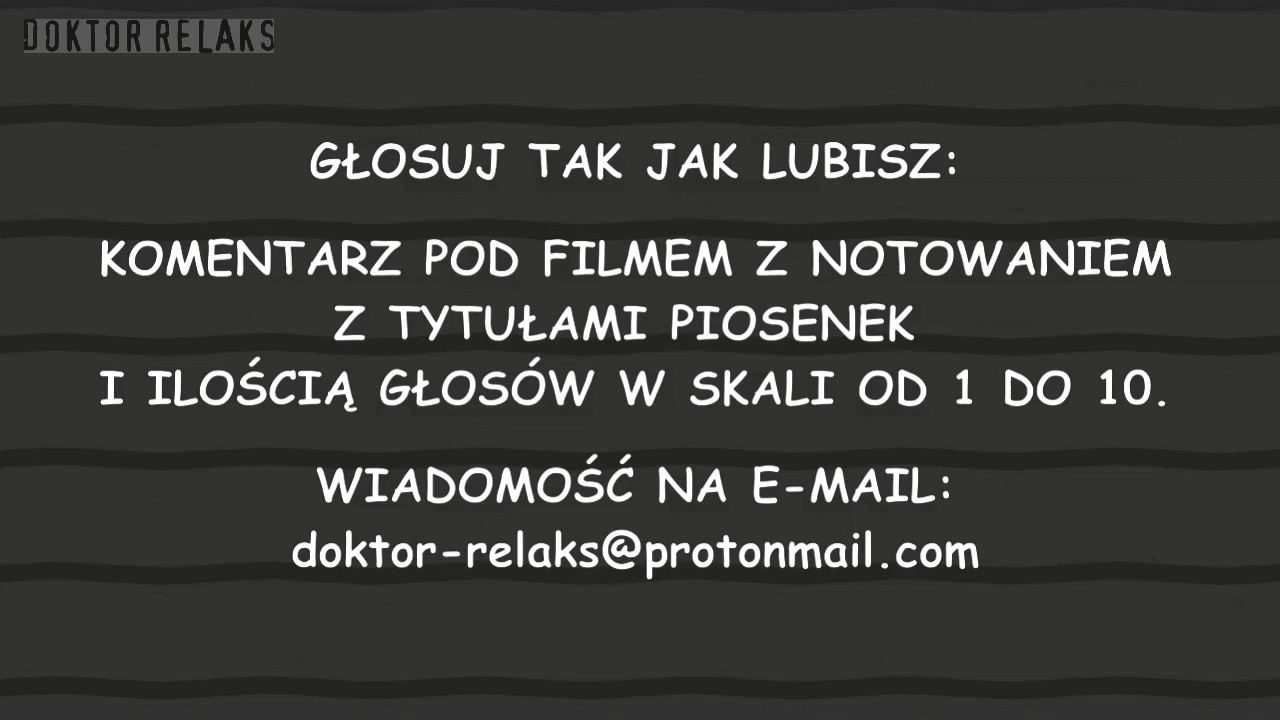 DOKTOR RELAKS
GŁOSUJ TAK JAK LUBISZ:
KOMENTARZ POD FILMEM Z NOTOWANIEM
Z TYTUŁAMI PIOSENEK
I ILOŚCIĄ GŁOSÓW W SKALI OD 1 DO 10.
WIADOMOŚĆ NA E-MAIL:
doktor-relaks@protonmail.com